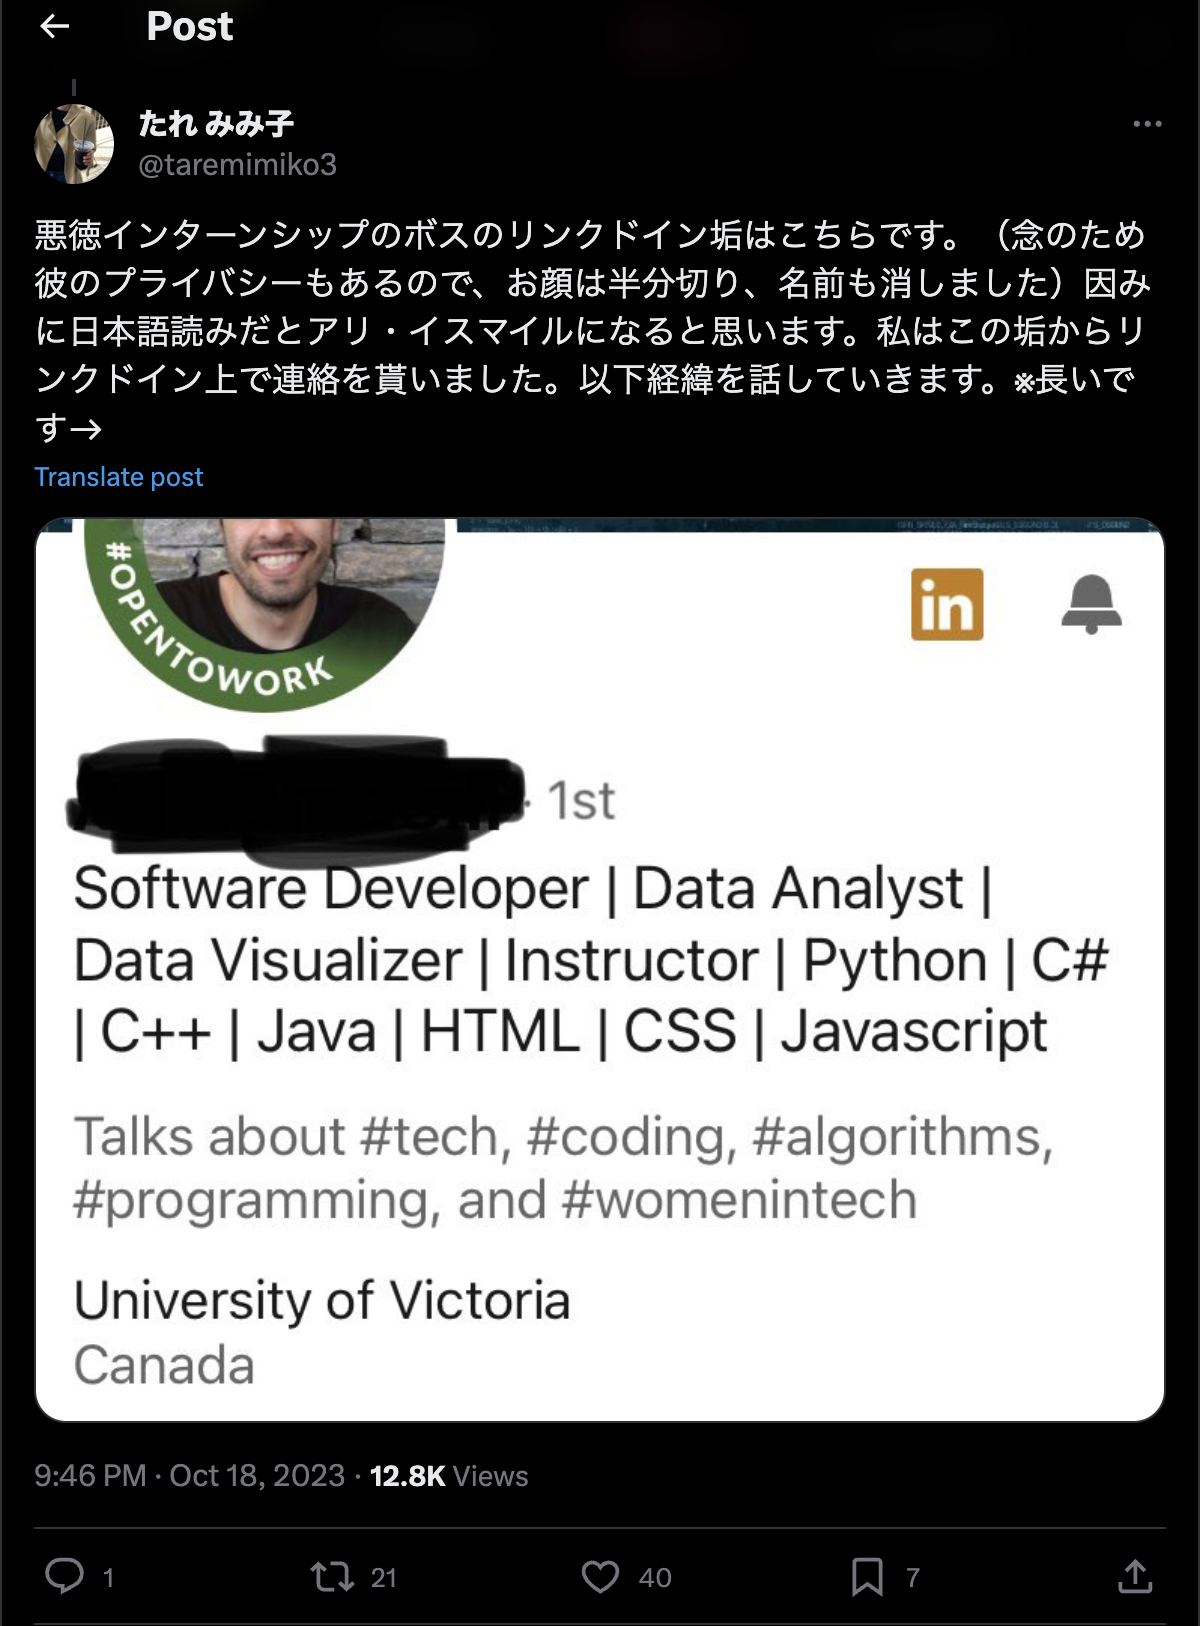 Post
たれ みみ子
@taremimiko3
悪徳インターンシップのボスのリンクドイン垢はこちらです。（念のため
彼のプライバシーもあるので、お顔は半分切り、名前も消しました）因み
に日本語読みだとアリ・イスマイルになると思います。私はこの垢からリ
ンクドイン上で連絡を貰いました。以下経緯を話していきます。※長いで
す→
Translate post
#OPENTOWORK
in
· 1st
Software Developer | Data Analyst |
Data Visualizer | Instructor | Python | C#
| C++ | Java | HTML | CSS | Javascript
Talks about #tech, #coding, #algorithms,
#programming, and #womenintech
University of Victoria
Canada
9:46 PM · Oct 18, 2023 · 12.8K Views
1 21 40 7